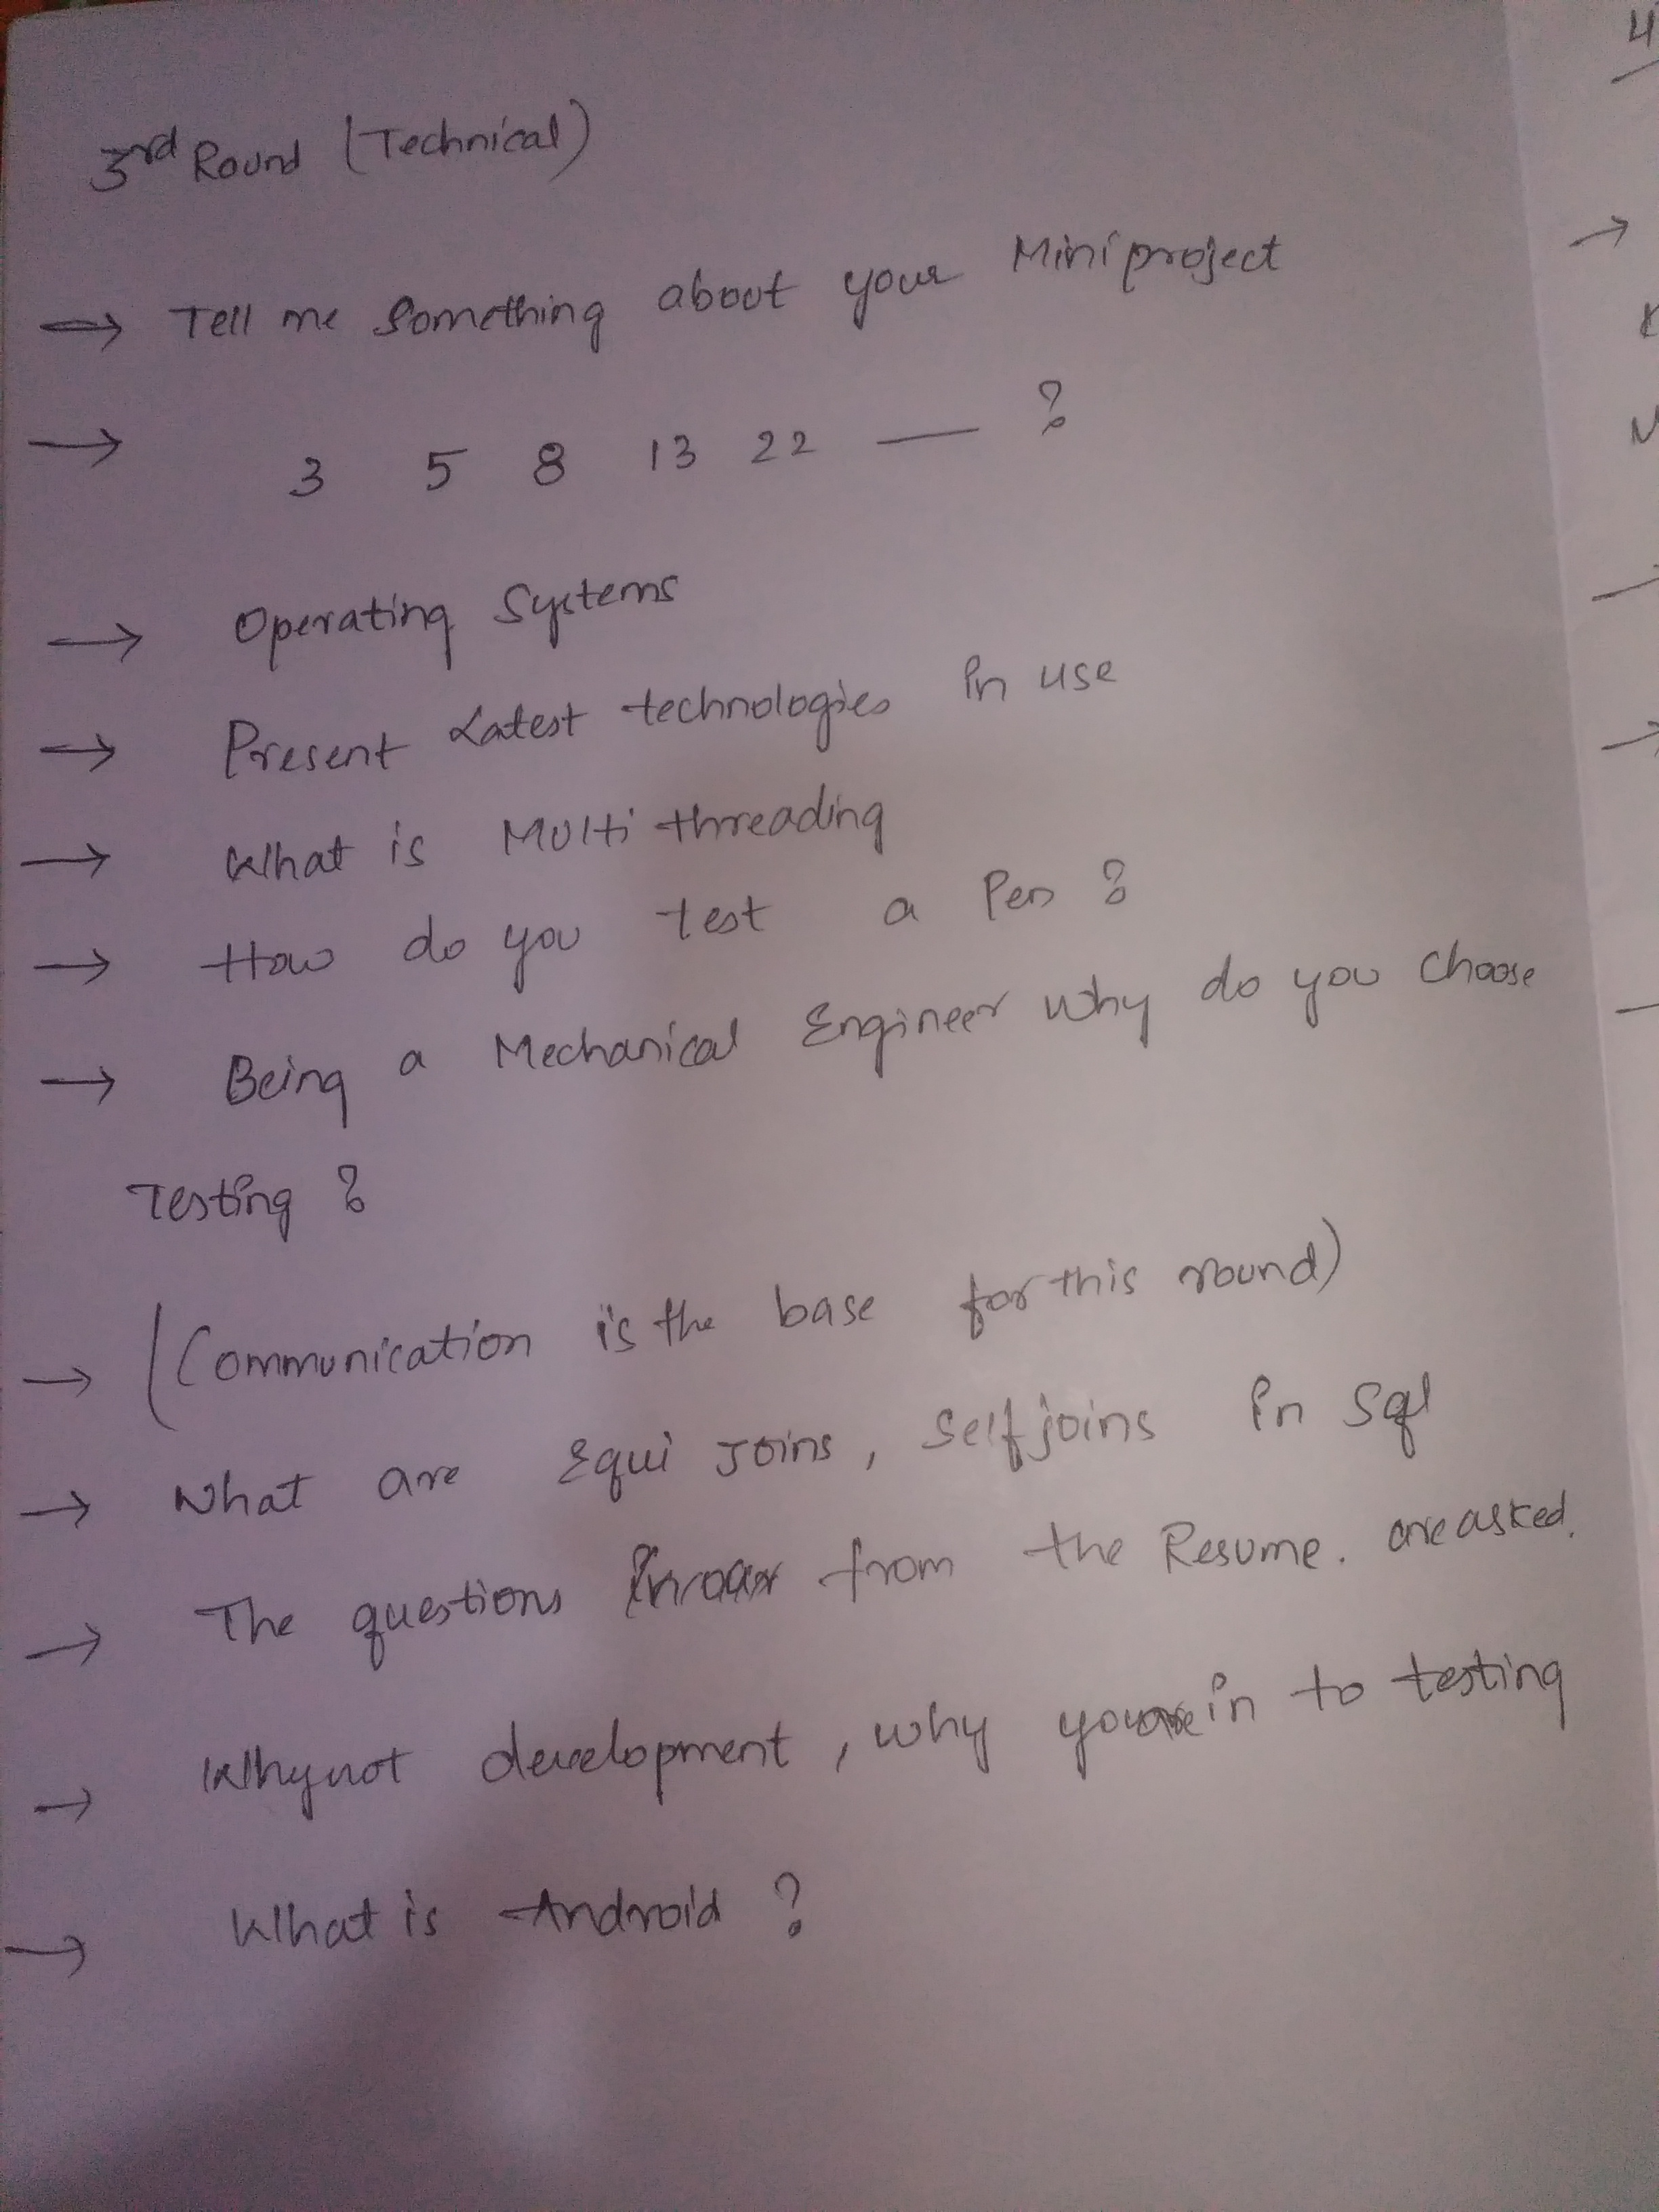 3rd Round (Technical)
→ Tell me Something about your Mini project
→ 3 5 8 13 22 — ?
→ Operating Systems
→ Present Latest technologies in use
→ What is Multi threading
→ How do you test a Pen ?
→ Being a Mechanical Engineer why do you choose
Testing ?
→ (Communication is the base for this round)
→ What are Equi Joins, Self joins in Sql
→ The questions from the Resume. are asked.
→ Why not development, why you are in to testing
→ What is Android ?